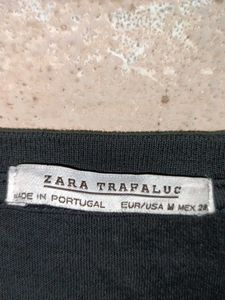 ZARA TRAFALUC
MADE IN PORTUGAL EUR/USA M MEX 28